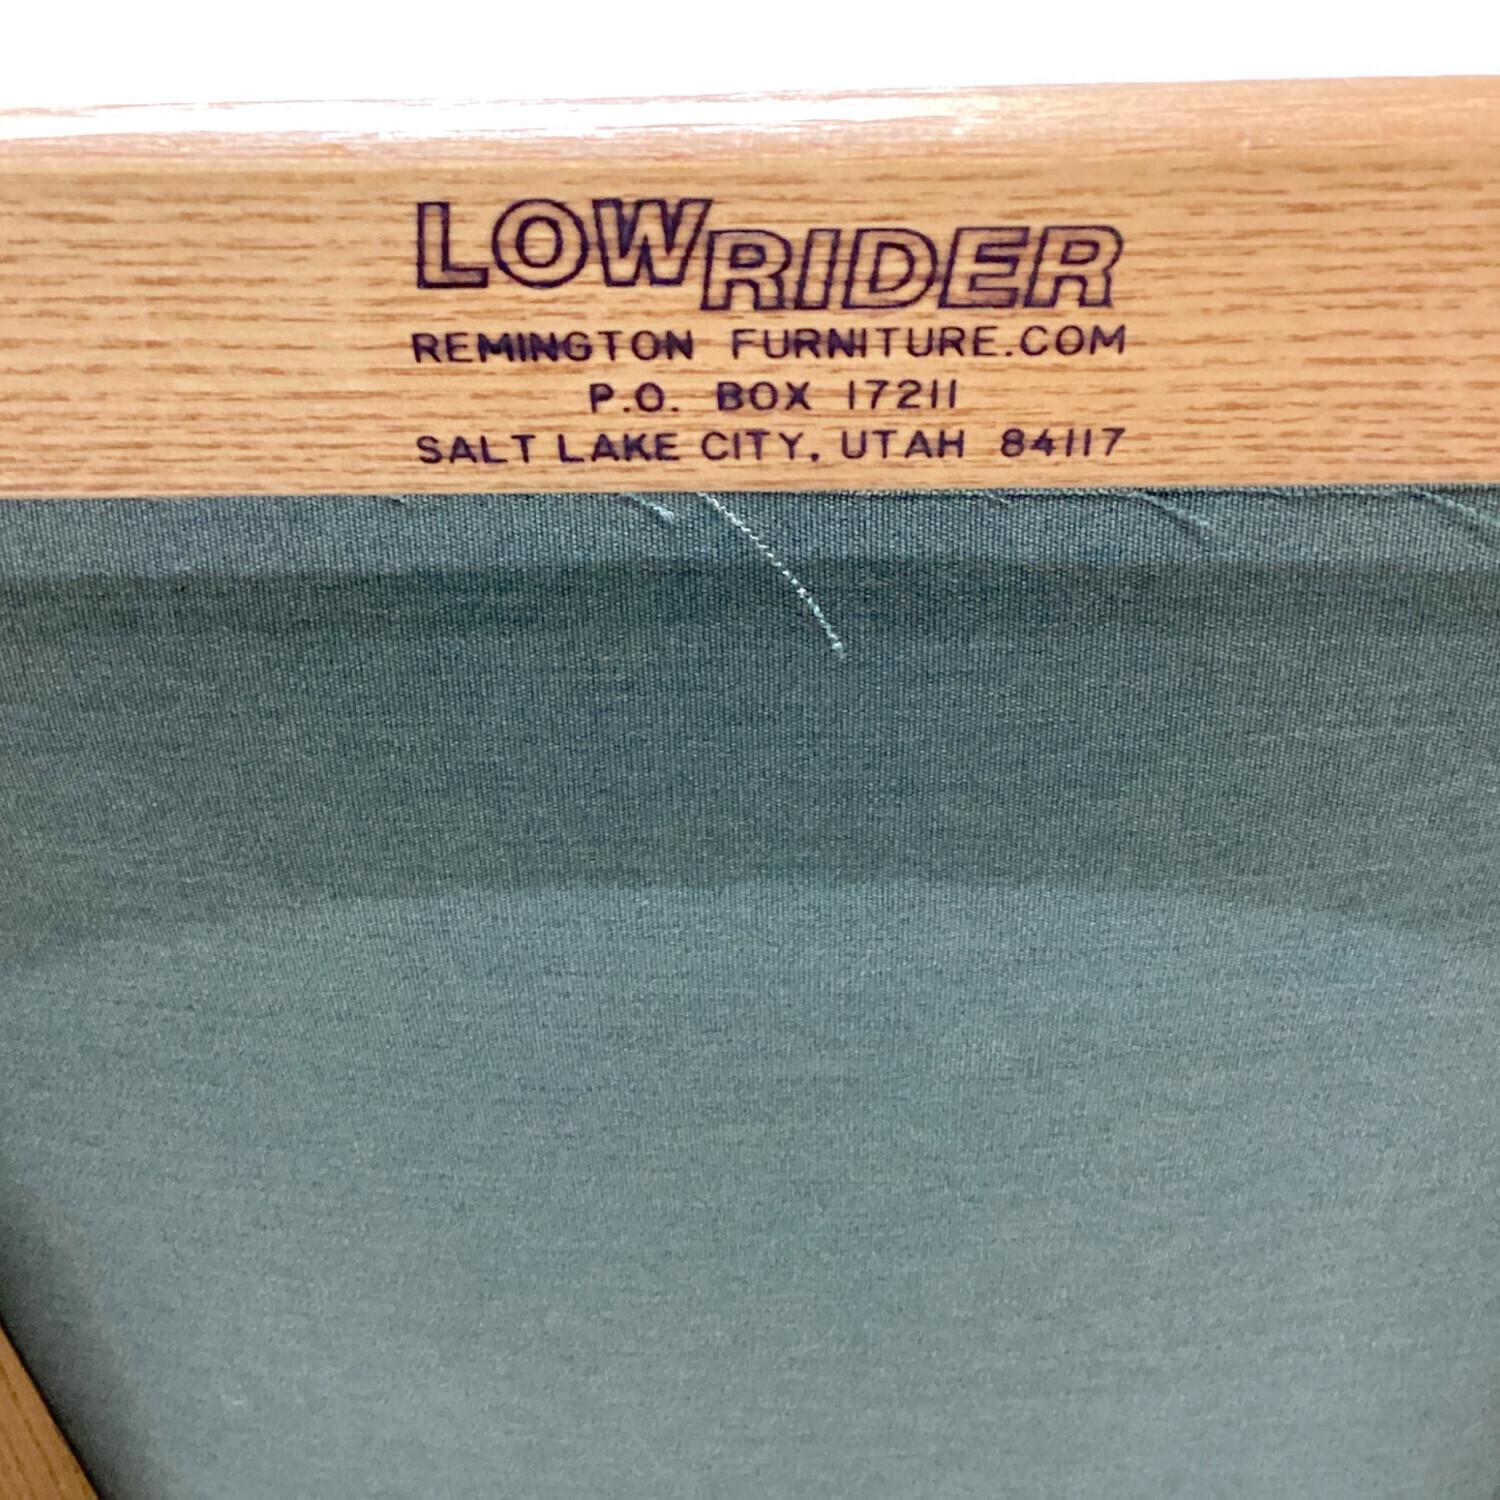 LOWRIDER
REMINGTON FURNITURE.COM
P.O. BOX 17211
SALT LAKE CITY, UTAH 84117